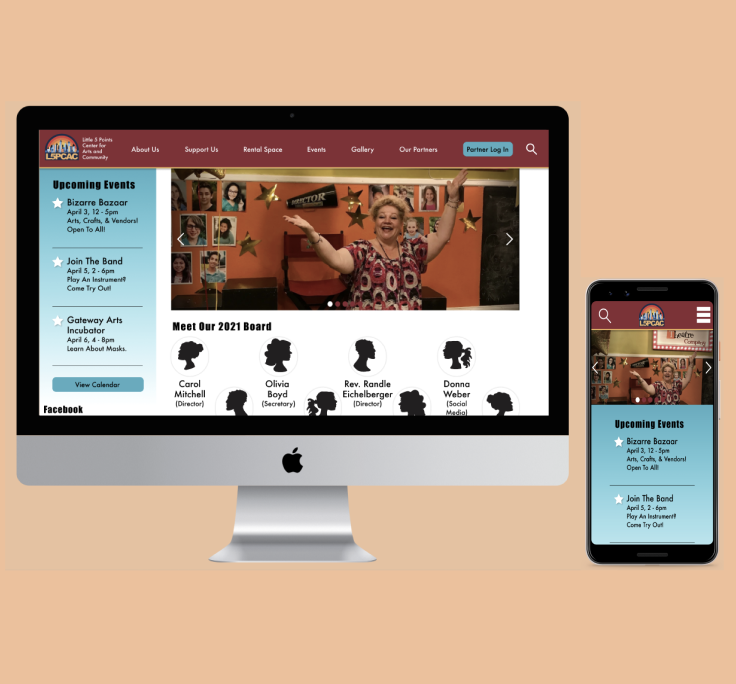 L5PCAC
Little 5 Points
Center for
Arts and
Community
About Us
Support Us
Rental Space
Events
Gallery
Our Partners
Partner Log In
Upcoming Events
Bizarre Bazaar
April 3, 12 - 5pm
Arts, Crafts, & Vendors!
Open To All!
Join The Band
April 5, 2 - 6pm
Play An Instrument?
Come Try Out!
Gateway Arts
Incubator
April 6, 4 - 8pm
Learn About Masks.
View Calendar
Facebook
Meet Our 2021 Board
Carol
Mitchell
(Director)
Olivia
Boyd
(Secretary)
Rev. Randle
Eichelberger
(Director)
Donna
Weber
(Social
Media)
L5PCAC
Theatre
Company
Upcoming Events
Bizarre Bazaar
April 3, 12 - 5pm
Arts, Crafts, & Vendors!
Open To All!
Join The Band
April 5, 2 - 6pm
Play An Instrument?
Come Try Out!